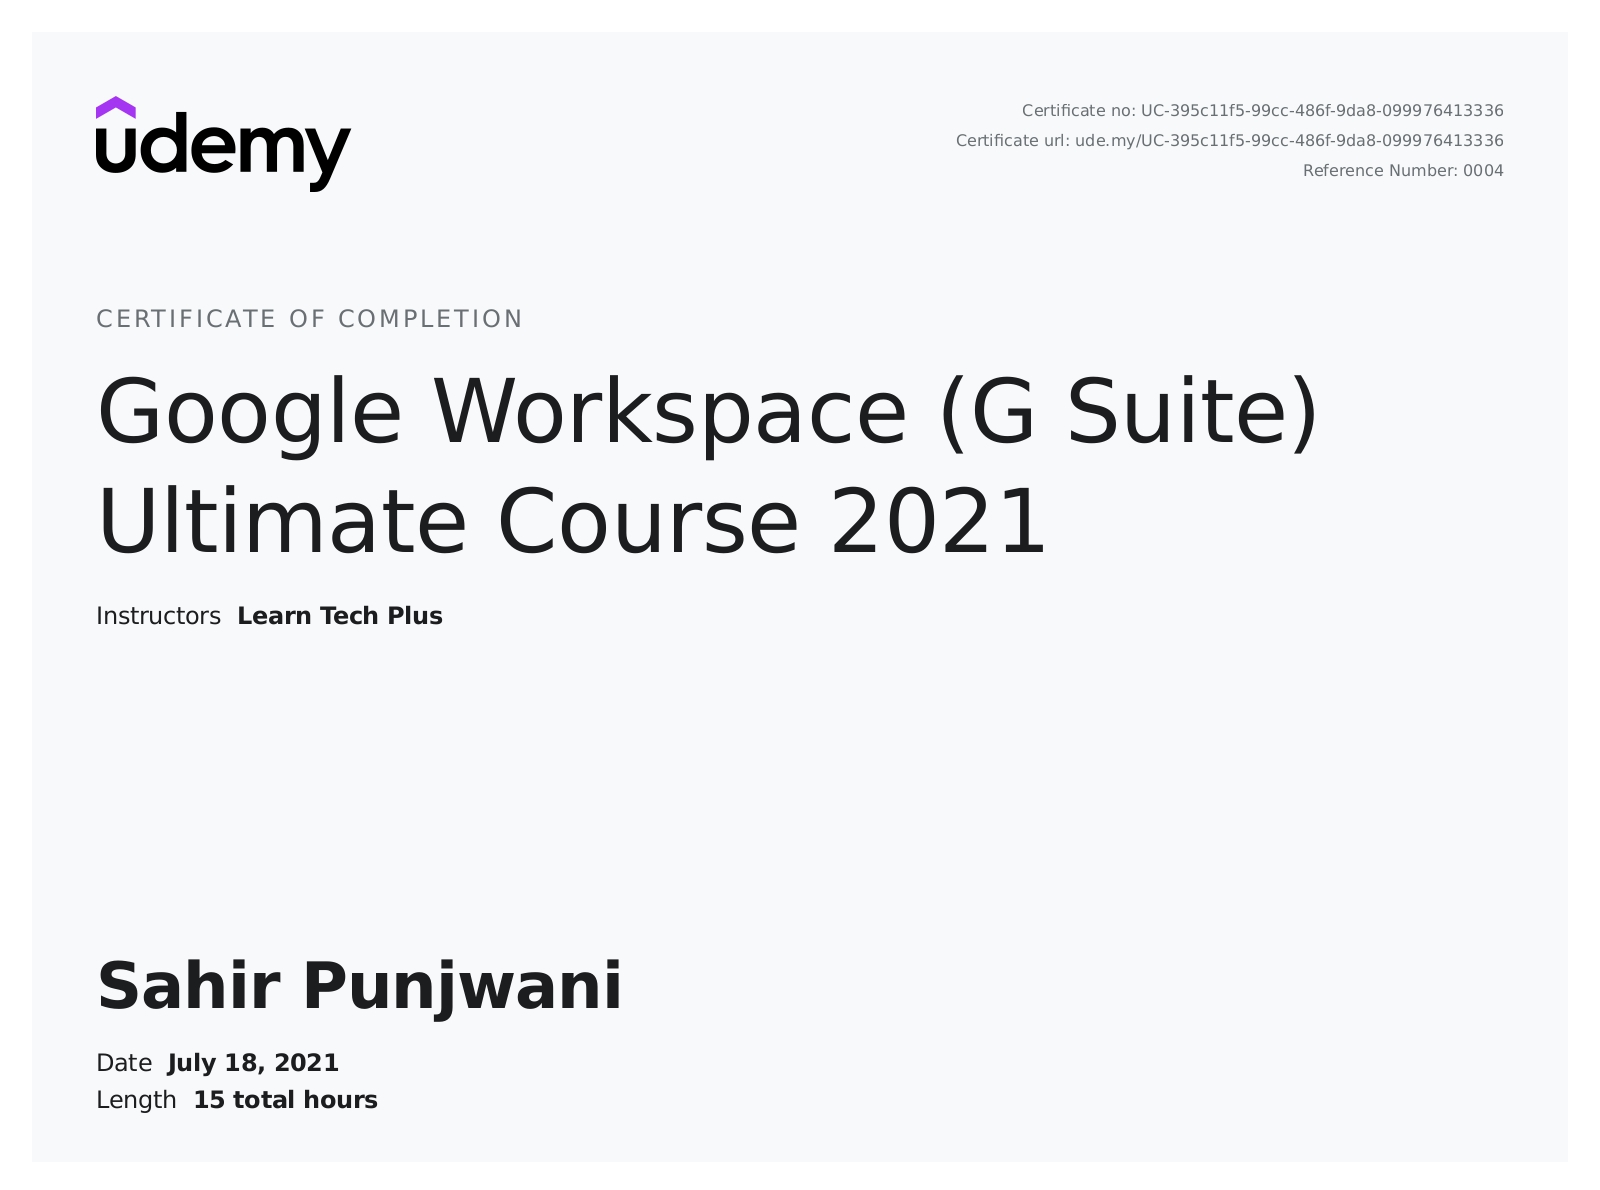 udemy
Certificate no: UC-395c11f5-99cc-486f-9da8-099976413336
Certificate url: ude.my/UC-395c11f5-99cc-486f-9da8-099976413336
Reference Number: 0004
CERTIFICATE OF COMPLETION
Google Workspace (G Suite)
Ultimate Course 2021
Instructors Learn Tech Plus
Sahir Punjwani
Date July 18, 2021
Length 15 total hours